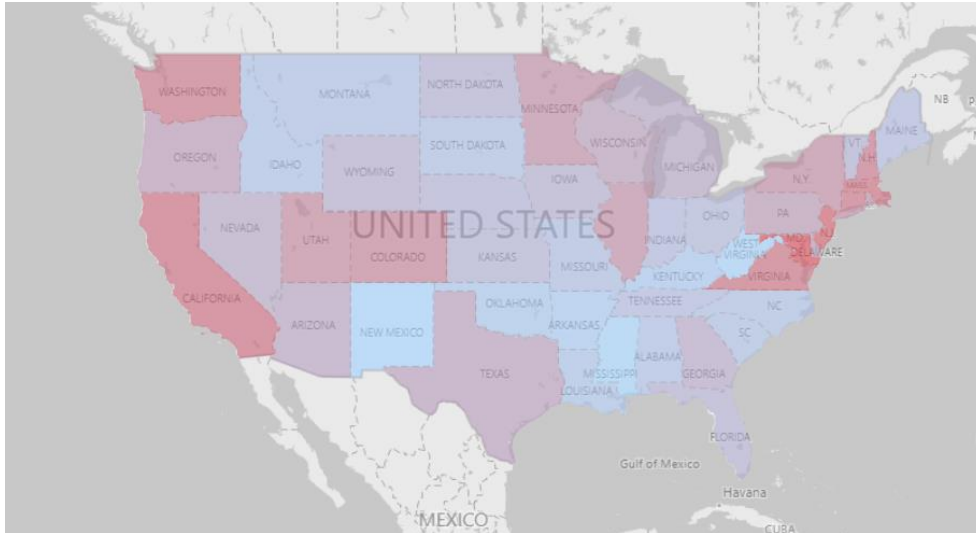 NB
P
WASHINGTON
MONTANA
NORTH DAKOTA
MINNESOTA
MAINE
VT
N.H.
OREGON
IDAHO
SOUTH DAKOTA
WISCONSIN
MICHIGAN
N.Y.
MASS
WYOMING
IOWA
PA
OHIO
NJ
UNITED STATES
NEVADA
UTAH
COLORADO
KANSAS
MISSOURI
INDIANA
WEST
VIRGINIA
MD
DELAWARE
KENTUCKY
VIRGINIA
CALIFORNIA
ARIZONA
NEW MEXICO
OKLAHOMA
ARKANSAS
TENNESSEE
NC
SC
TEXAS
MISSISSIPPI
ALABAMA
GEORGIA
LOUISIANA
FLORIDA
Gulf of Mexico
Havana
MEXICO
CUBA